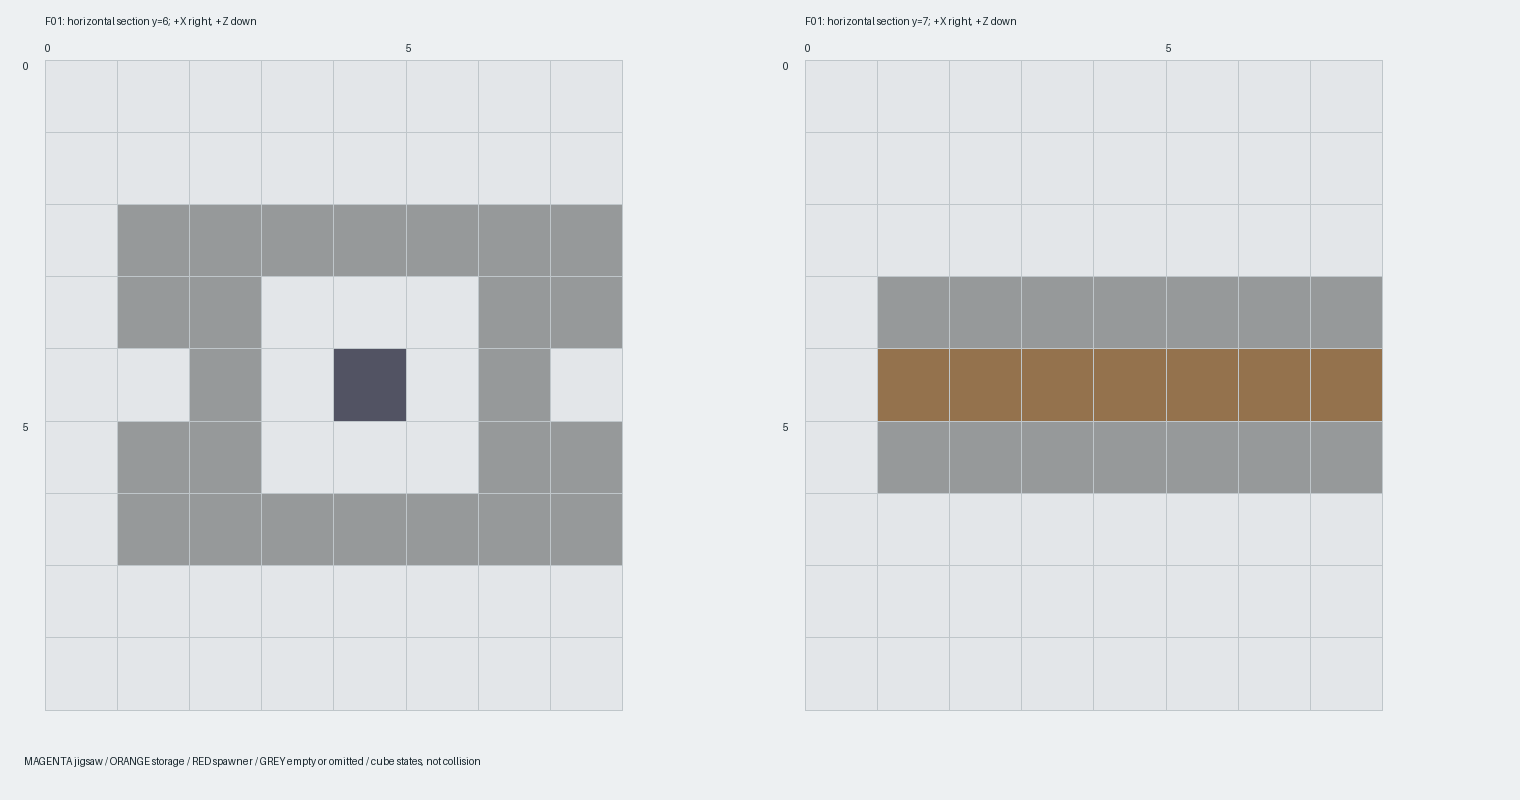 F01: horizontal section y=6; +X right, +Z down
0 5
0
5
F01: horizontal section y=7; +X right, +Z down
0 5
0
5
MAGENTA jigsaw / ORANGE storage / RED spawner / GREY empty or omitted / cube states, not collision